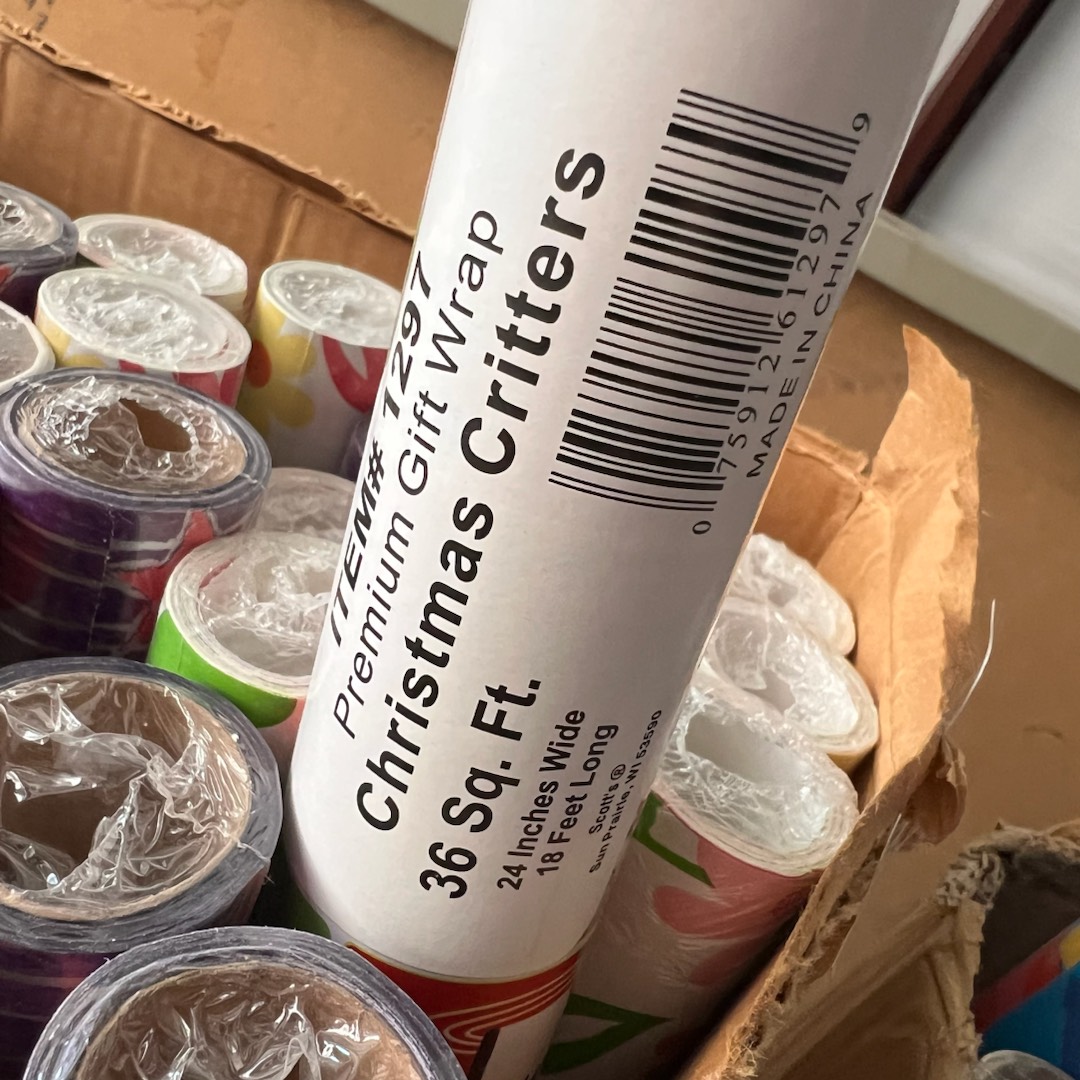 ITEM# 1297
Premium Gift Wrap
Christmas Critters
36 Sq. Ft.
24 Inches Wide
18 Feet Long
Scott's ®
Sun Prairie, WI 53590
0 75912 61297 9
MADE IN CHINA